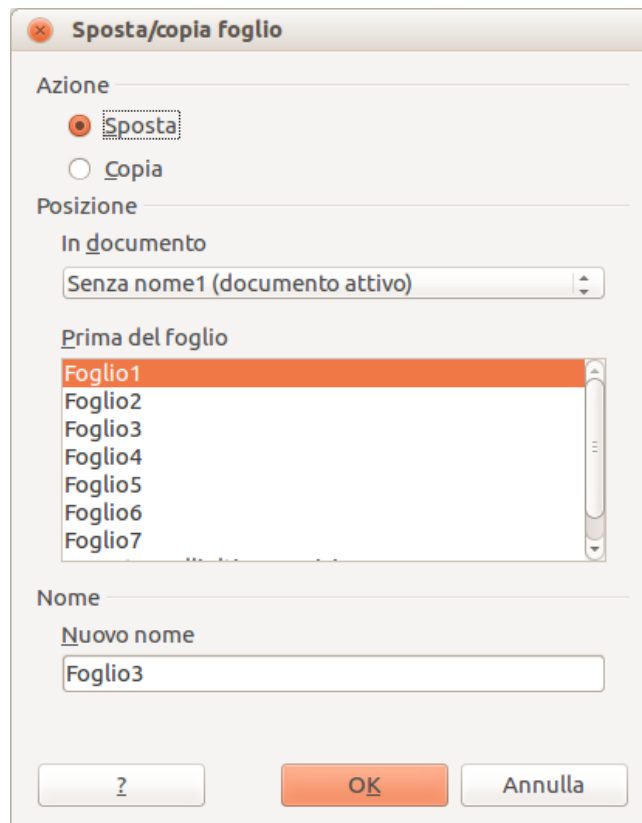 Sposta/copia foglio
Azione
Sposta
Copia
Posizione
In documento
Senza nome1 (documento attivo)
Prima del foglio
Foglio1
Foglio2
Foglio3
Foglio4
Foglio5
Foglio6
Foglio7
Nome
Nuovo nome
Foglio3
?
OK
Annulla